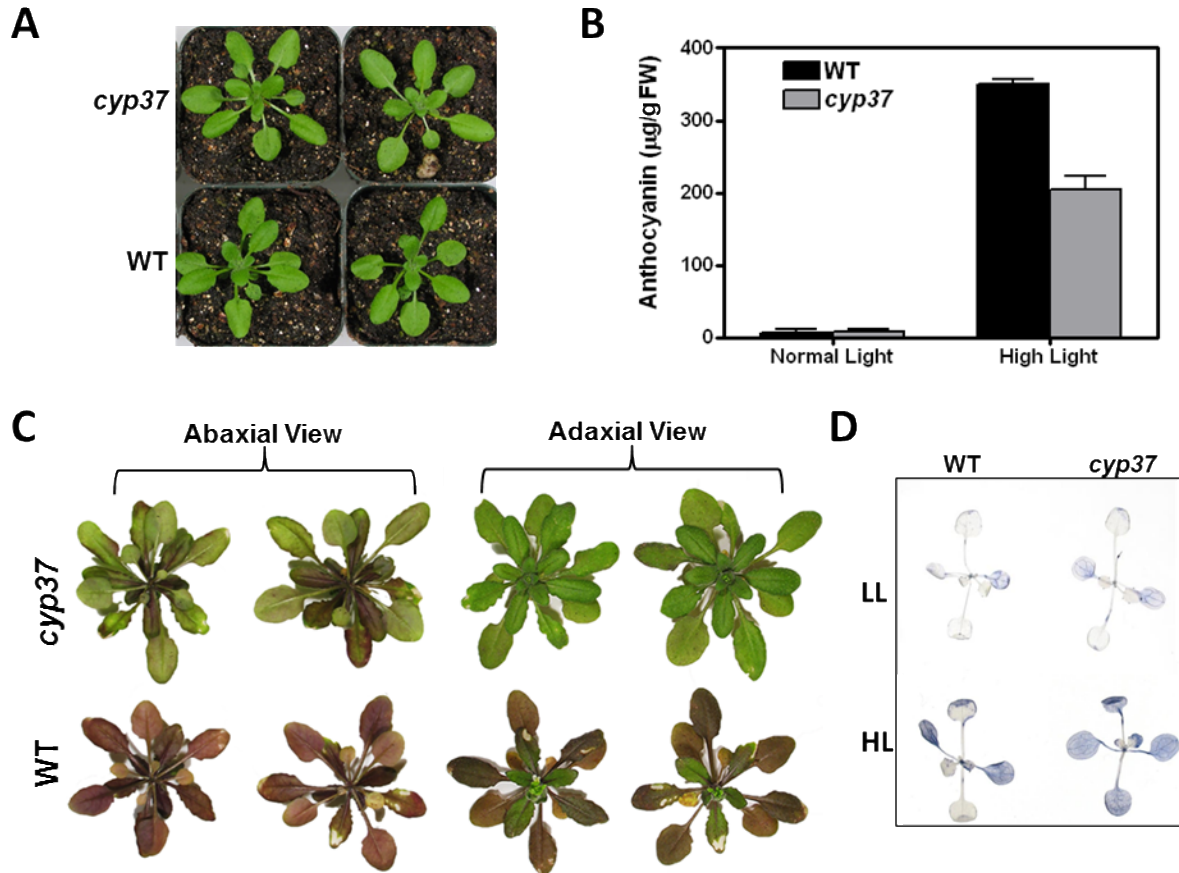 A
cyp37
WT
B
Anthocyanin (µg/g FW)
400
300
200
100
0
WT
cyp37
Normal Light
High Light
C
Abaxial View
Adaxial View
cyp37
WT
D
WT
cyp37
LL
HL